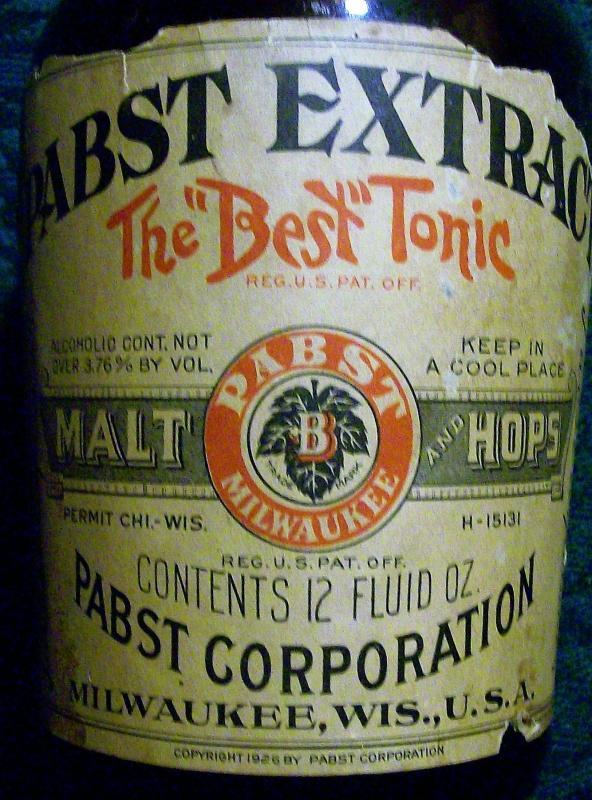 PABST EXTRAC
The "Best" Tonic
REG. U.S. PAT. OFF.
ALCOHOLIC CONT. NOT
OVER 3.76% BY VOL.
KEEP IN
A COOL PLACE
PABST
MALT
B
AND HOPS
TRADE MARK
MILWAUKEE
PERMIT CHI.-WIS.
H-15131
REG. U.S. PAT. OFF.
CONTENTS 12 FLUID OZ.
PABST CORPORATION
MILWAUKEE, WIS., U.S.A.
COPYRIGHT 1926 BY PABST CORPORATION